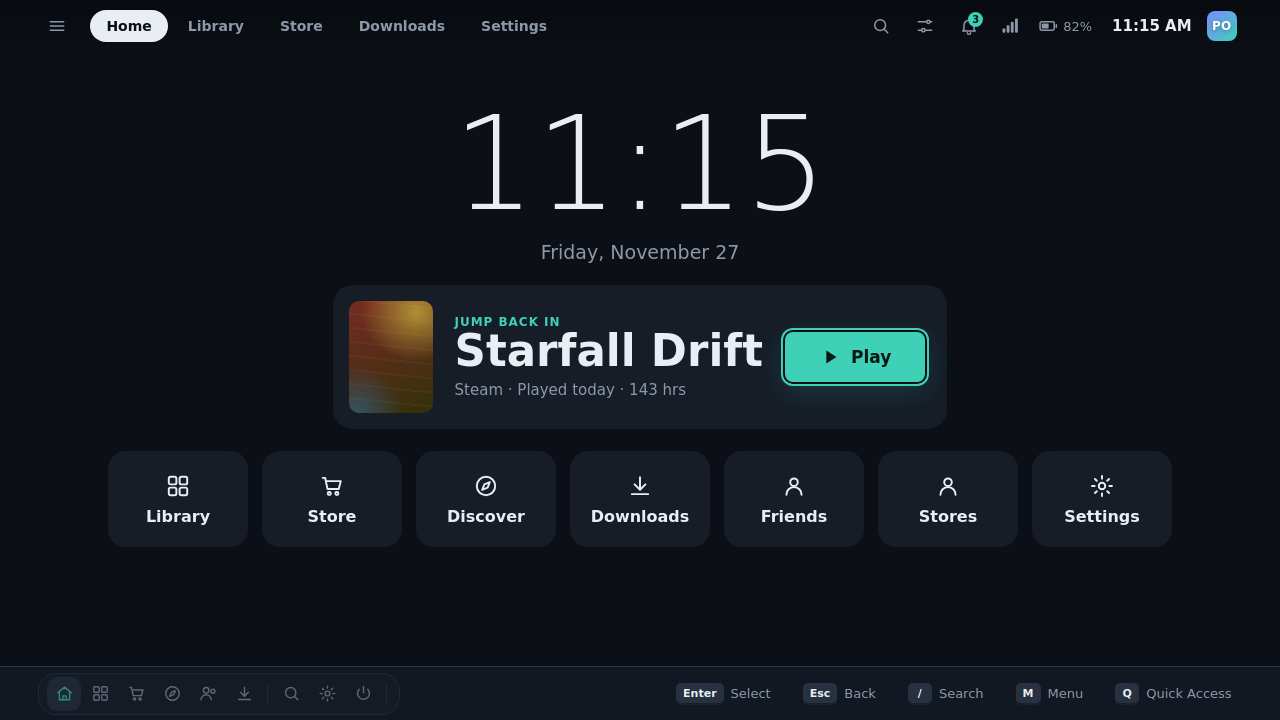 Home Library Store Downloads Settings 3 82% 11:15 AM PO
11:15
Friday, November 27
JUMP BACK IN
Starfall Drift
Steam · Played today · 143 hrs
Play
Library Store Discover Downloads Friends Stores Settings
Enter Select Esc Back / Search M Menu Q Quick Access